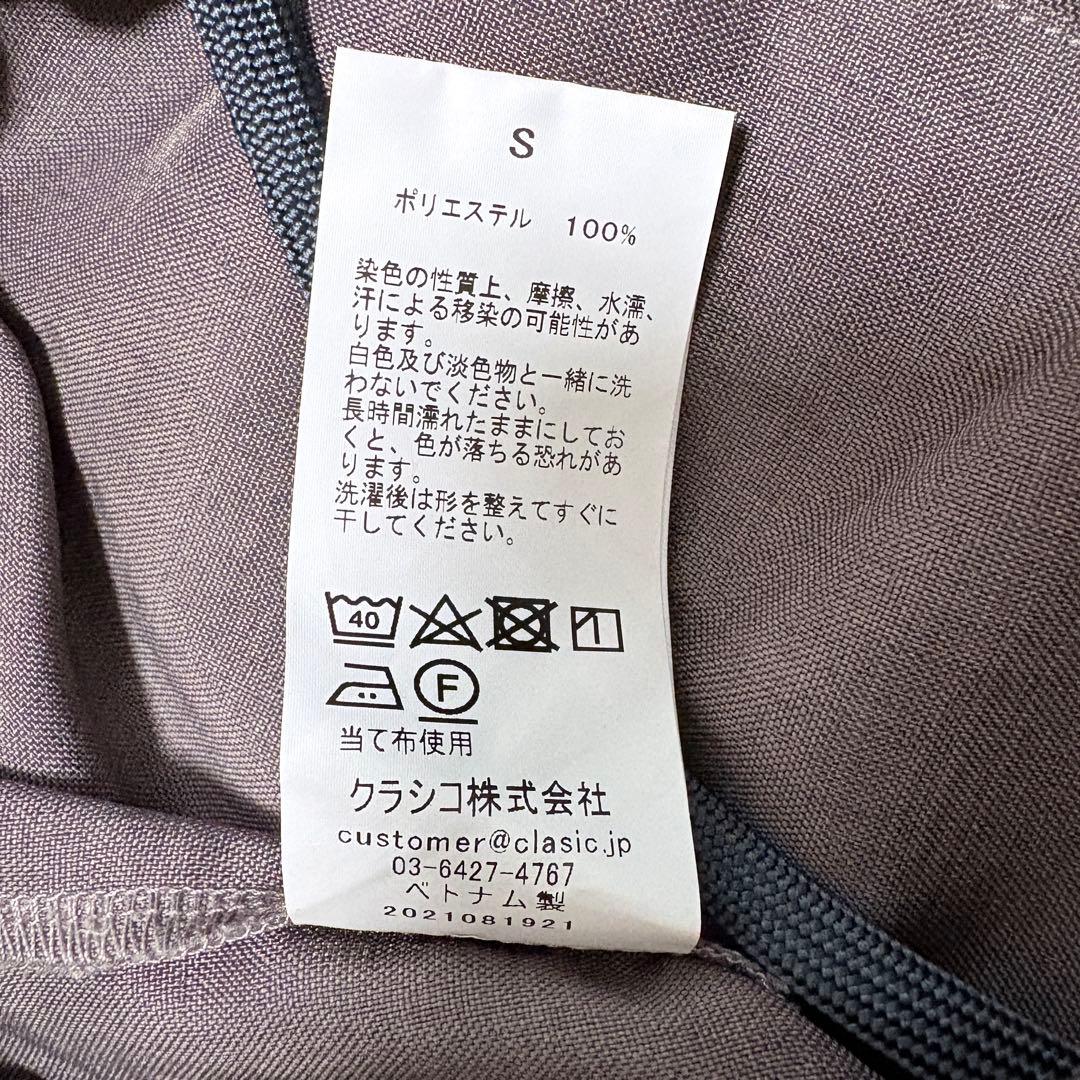 S
ポリエステル　100%
染色の性質上、摩擦、水濡、
汗による移染の可能性があ
ります。
白色及び淡色物と一緒に洗
わないでください。
長時間濡れたままにしてお
くと、色が落ちる恐れがあ
ります。
洗濯後は形を整えてすぐに
干してください。
40
F
当て布使用
クラシコ株式会社
customer@clasic.jp
03-6427-4767
ベトナム製
2021081921